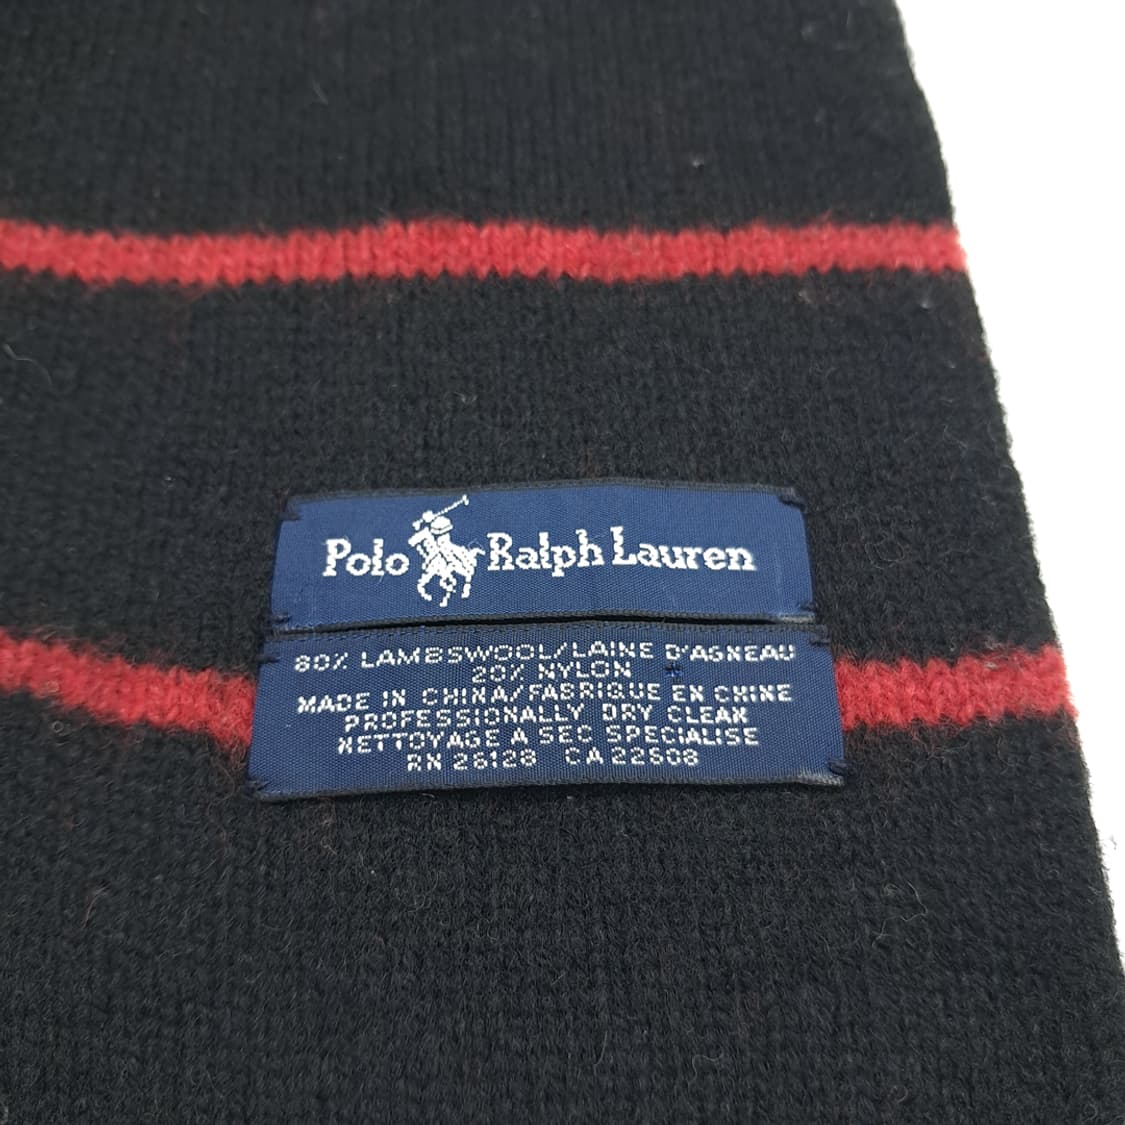 Polo Ralph Lauren
80% LAMBSWOOL/LAINE D'AGNEAU
20% NYLON
MADE IN CHINA/FABRIQUE EN CHINE
PROFESSIONALLY DRY CLEAN
NETTOYAGE A SEC SPECIALISE
RN 26128 CA 22608